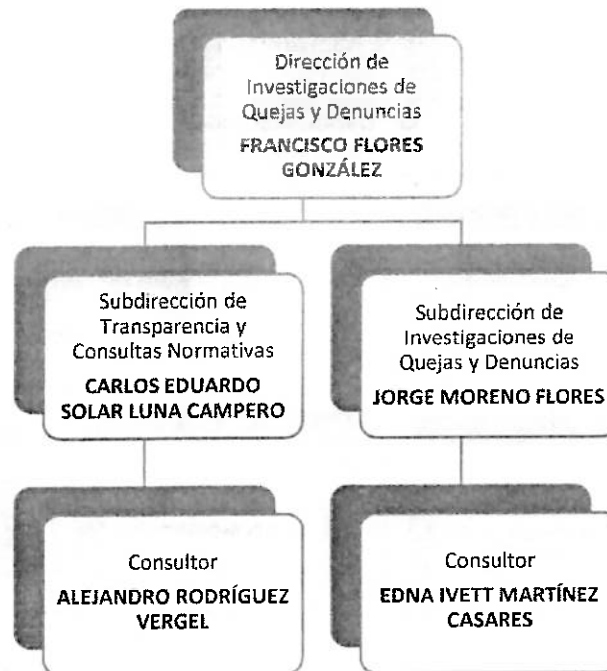 Dirección de
Investigaciones de
Quejas y Denuncias
FRANCISCO FLORES
GONZÁLEZ
Subdirección de
Transparencia y
Consultas Normativas
CARLOS EDUARDO
SOLAR LUNA CAMPERO
Subdirección de
Investigaciones de
Quejas y Denuncias
JORGE MORENO FLORES
Consultor
ALEJANDRO RODRÍGUEZ
VERGEL
Consultor
EDNA IVETT MARTÍNEZ
CASARES